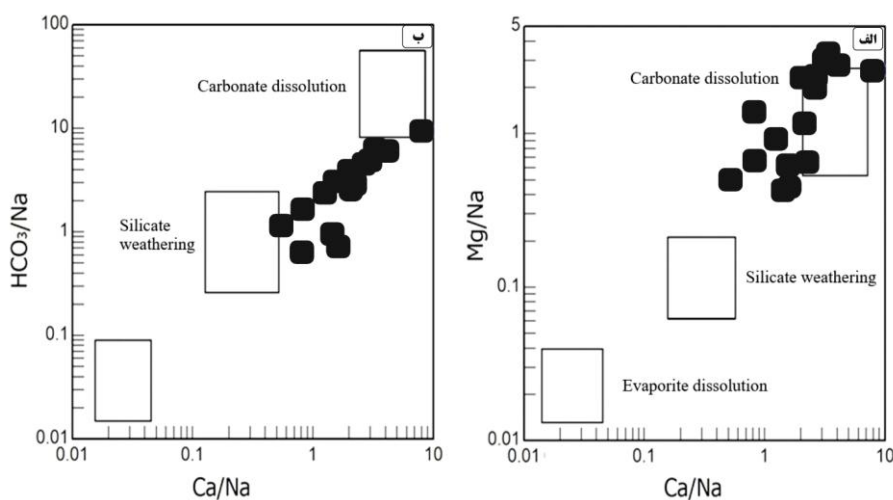 ب
100
10
1
0.1
0.01
HCO₃/Na
Carbonate dissolution
Silicate
weathering
0.01
0.1
1
10
Ca/Na
الف
5
1
0.1
0.01
Mg/Na
Carbonate dissolution
Silicate weathering
Evaporite dissolution
0.01
0.1
1
10
Ca/Na